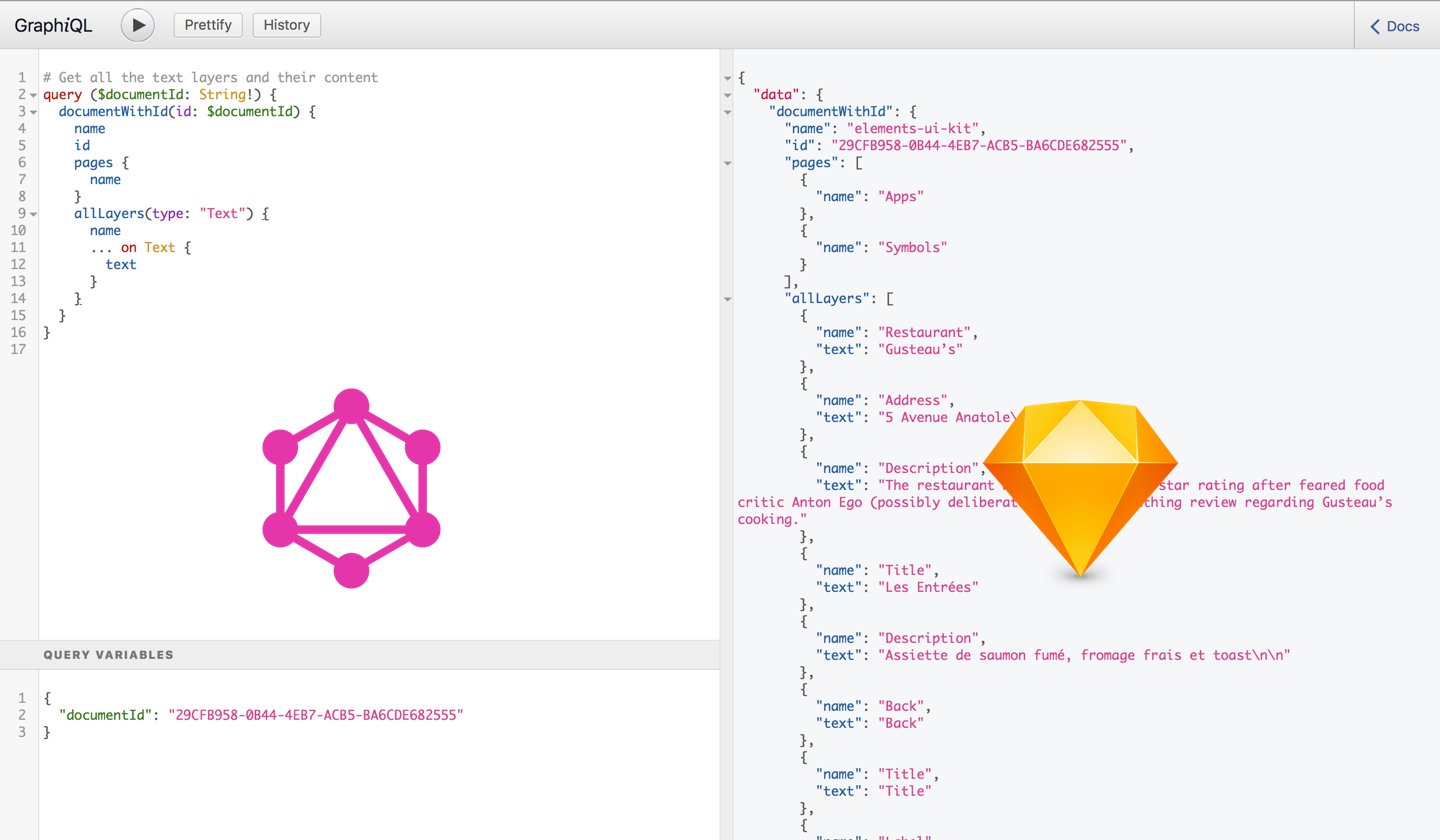 GraphiQL
Prettify
History
Docs
1 # Get all the text layers and their content
2 query ($documentId: String!) {
3   documentWithId(id: $documentId) {
4     name
5     id
6     pages {
7       name
8     }
9     allLayers(type: "Text") {
10       name
11       ... on Text {
12         text
13       }
14     }
15   }
16 }
17
QUERY VARIABLES
1 {
2   "documentId": "29CFB958-0B44-4EB7-ACB5-BA6CDE682555"
3 }
{
  "data": {
    "documentWithId": {
      "name": "elements-ui-kit",
      "id": "29CFB958-0B44-4EB7-ACB5-BA6CDE682555",
      "pages": [
        {
          "name": "Apps"
        },
        {
          "name": "Symbols"
        }
      ],
      "allLayers": [
        {
          "name": "Restaurant",
          "text": "Gusteau’s"
        },
        {
          "name": "Address",
          "text": "5 Avenue Anatole\
        },
        {
          "name": "Description",
          "text": "The restaurant star rating after feared food
critic Anton Ego (possibly review regarding Gusteau’s
cooking."
        },
        {
          "name": "Title",
          "text": "Les Entrées"
        },
        {
          "name": "Description",
          "text": "Assiette de saumon fumé, fromage frais et toast\n\n"
        },
        {
          "name": "Back",
          "text": "Back"
        },
        {
          "name": "Title",
          "text": "Title"
        },
        {